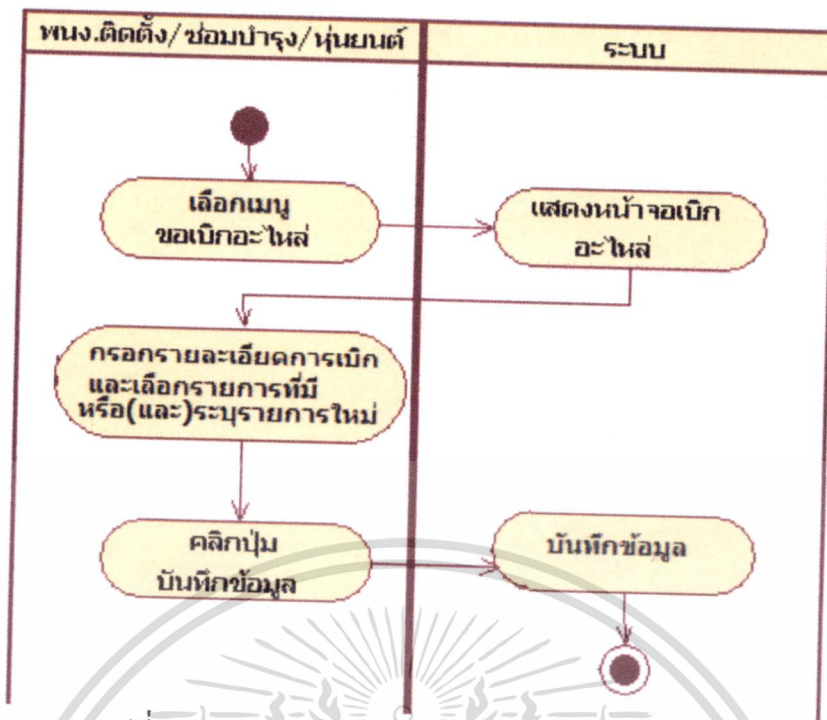 พนง.ติดตั้ง/ซ่อมบำรุง/หุ่นยนต์
ระบบ
เลือกเมนู
ขอเบิกอะไหล่
แสดงหน้าจอเบิก
อะไหล่
กรอกรายละเอียดการเบิก
และเลือกรายการที่มี
หรือ(และ)ระบุรายการใหม่
คลิกปุ่ม
บันทึกข้อมูล
บันทึกข้อมูล